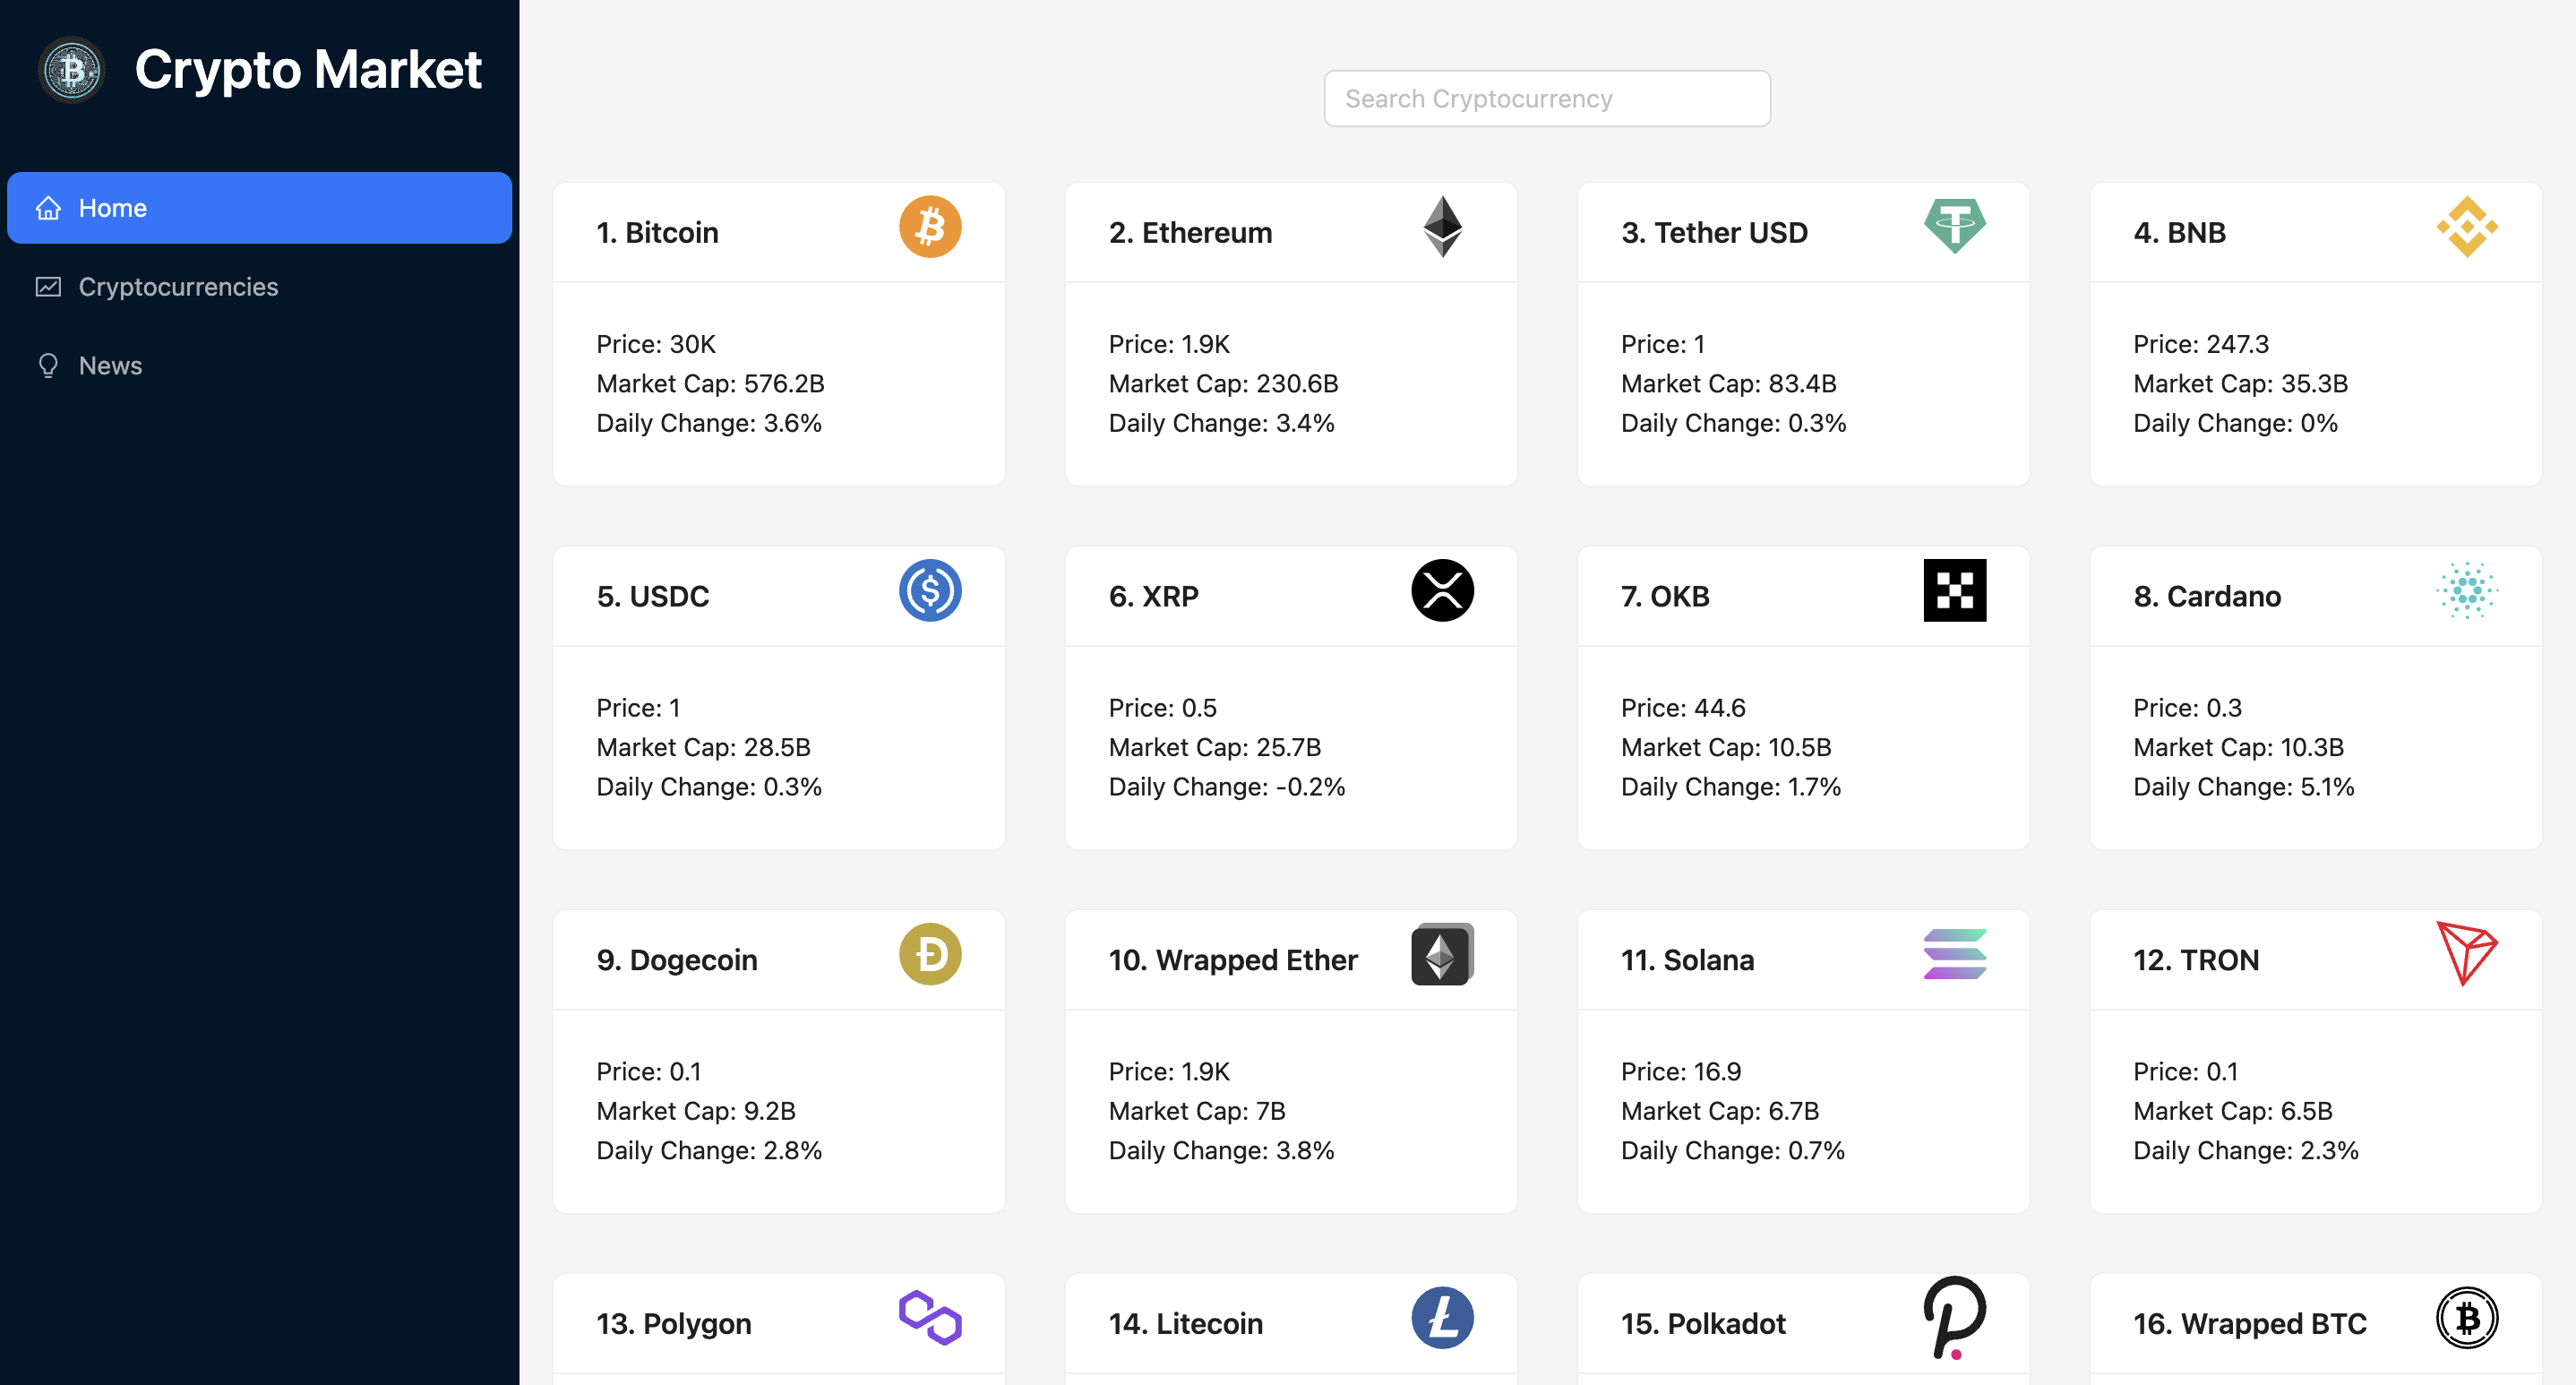 Crypto Market
Home
Cryptocurrencies
News
Search Cryptocurrency
1. Bitcoin
Price: 30K
Market Cap: 576.2B
Daily Change: 3.6%
2. Ethereum
Price: 1.9K
Market Cap: 230.6B
Daily Change: 3.4%
3. Tether USD
Price: 1
Market Cap: 83.4B
Daily Change: 0.3%
4. BNB
Price: 247.3
Market Cap: 35.3B
Daily Change: 0%
5. USDC
Price: 1
Market Cap: 28.5B
Daily Change: 0.3%
6. XRP
Price: 0.5
Market Cap: 25.7B
Daily Change: -0.2%
7. OKB
Price: 44.6
Market Cap: 10.5B
Daily Change: 1.7%
8. Cardano
Price: 0.3
Market Cap: 10.3B
Daily Change: 5.1%
9. Dogecoin
Price: 0.1
Market Cap: 9.2B
Daily Change: 2.8%
10. Wrapped Ether
Price: 1.9K
Market Cap: 7B
Daily Change: 3.8%
11. Solana
Price: 16.9
Market Cap: 6.7B
Daily Change: 0.7%
12. TRON
Price: 0.1
Market Cap: 6.5B
Daily Change: 2.3%
13. Polygon
14. Litecoin
15. Polkadot
16. Wrapped BTC